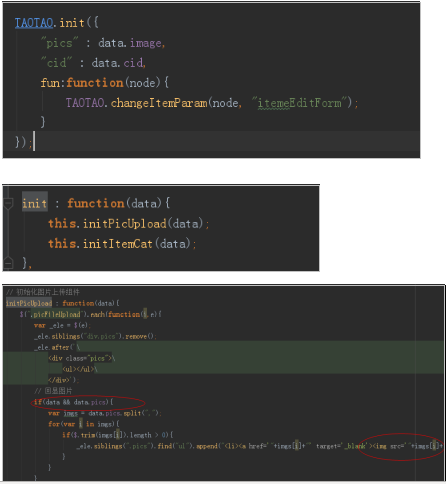 TAOTAO.init({
"pics" : data.image,
"cid" : data.cid,
fun:function(node){
TAOTAO.changeItemParam(node, "itemeEditForm");
}
});
init : function(data){
this.initPicUpload(data);
this.initItemCat(data);
},
// 初始化图片上传组件
initPicUpload : function(data){
$(".picFileUpload").each(function(i,e){
var _ele = $(e);
_ele.siblings("div.pics").remove();
_ele.after('\
<div class="pics">\
<ul></ul>\
</div>');
// 回显图片
if(data && data.pics){
var imgs = data.pics.split(",");
for(var i in imgs){
if($.trim(imgs[i]).length > 0){
_ele.siblings(".pics").find("ul").append("<li><a href='"+imgs[i]+"' target='_blank'><img src='"+imgs[i]+
}
}